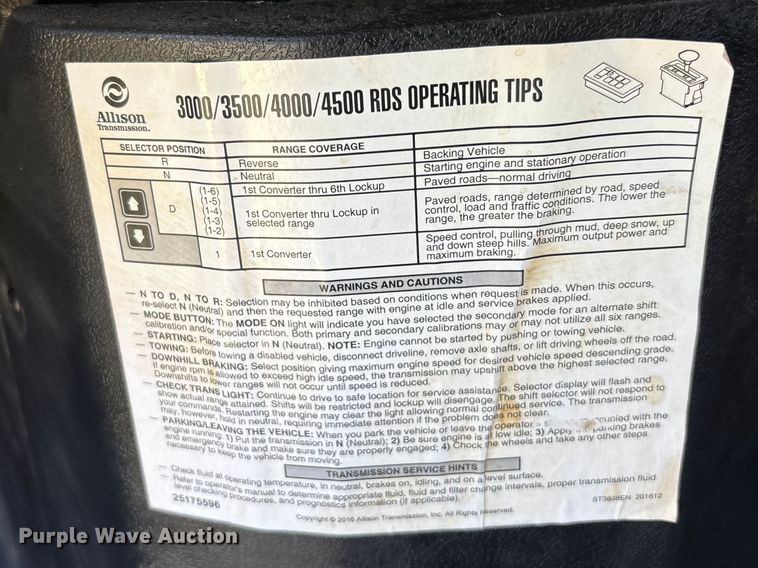 Allison
Transmission.
3000/3500/4000/4500 RDS OPERATING TIPS
SELECTOR POSITION RANGE COVERAGE
R Reverse Backing Vehicle
N Neutral Starting engine and stationary operation
(1-6) 1st Converter thru 6th Lockup Paved roads—normal driving
D
(1-5)
(1-4)
(1-3)
(1-2)
1st Converter thru Lockup in
selected range
Paved roads, range determined by road, speed
control, load and traffic conditions. The lower the
range, the greater the braking.
1 1st Converter
Speed control, pulling through mud, deep snow, up
and down steep hills. Maximum output power and
maximum braking.
WARNINGS AND CAUTIONS
— N TO D, N TO R: Selection may be inhibited based on conditions when request is made. When this occurs,
re-select N (Neutral) and then the requested range with engine at idle and service brakes applied.
— MODE BUTTON: The MODE ON light will indicate you have selected the secondary mode for an alternate shift
calibration and/or special function. Both primary and secondary calibrations may or may not utilize all six ranges.
— STARTING: Place selector in N (Neutral). NOTE: Engine cannot be started by pushing or towing vehicle.
— TOWING: Before towing a disabled vehicle, disconnect driveline, remove axle shafts, or lift driving wheels off the road.
— DOWNHILL BRAKING: Select position giving maximum engine speed for desired vehicle speed descending grade.
If engine rpm is allowed to exceed high idle speed, the transmission may upshift above the highest selected range.
Downshifts to lower ranges will not occur until speed is reduced.
— CHECK TRANS LIGHT: Continue to drive to safe location for service assistance. Selector display will flash and
show actual range attained. Shifts will be restricted and lockup will disengage. The shift selector will not respond to
your commands. Restarting the engine may clear the light allowing normal continued service. The transmission
may, however, hold in neutral, requiring immediate attention if the problem does not clear.
— PARKING/LEAVING THE VEHICLE: When you park the vehicle or leave the operator's with the
engine running: 1) Put the transmission in N (Neutral); 2) Be sure engine is at low idle; 3) Apply the parking brakes
and emergency brake and make sure they are properly engaged; 4) Chock the wheels and take any other steps
necessary to keep the vehicle from moving.
TRANSMISSION SERVICE HINTS
— Check fluid at operating temperature, in neutral, brakes on, idling, and on a level surface.
— Refer to operator's manual to determine appropriate fluid, fluid and filter change intervals, proper transmission fluid
level checking procedures, and prognostics information (if applicable).
25175596
ST3638EN 201612
Copyright © 2016 Allison Transmission, Inc. All Rights Reserved.
Purple Wave Auction